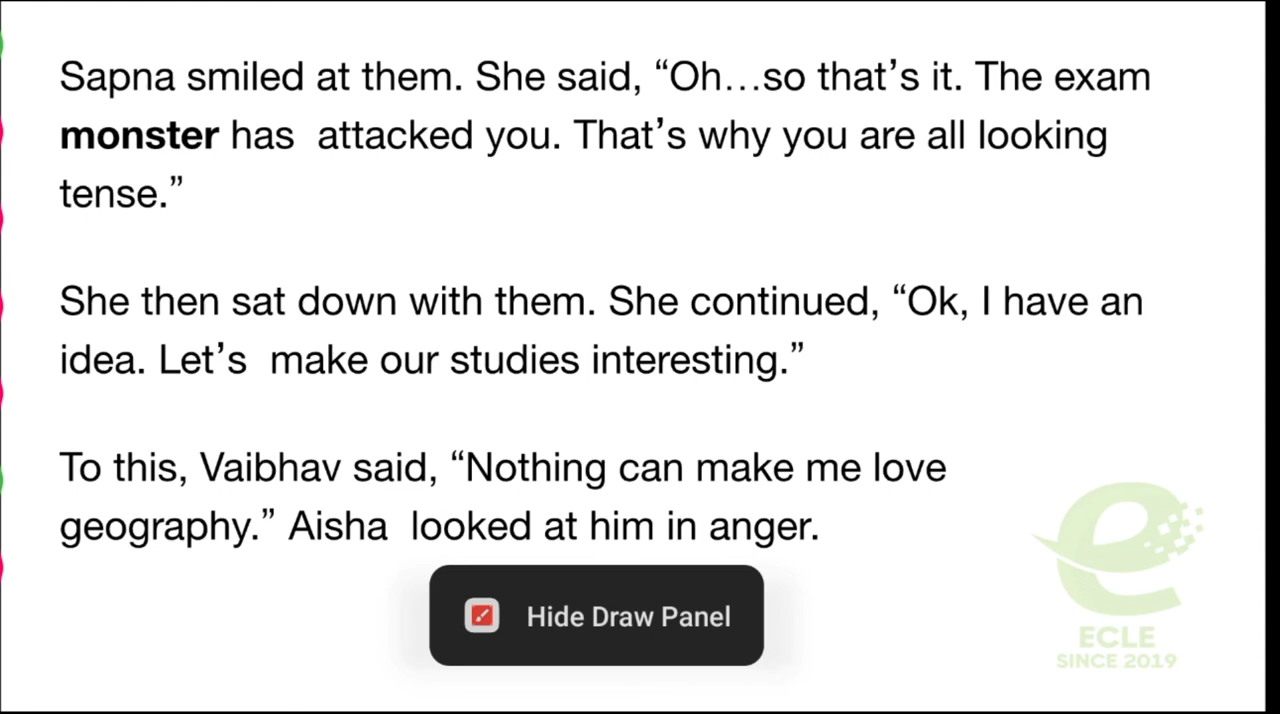 Sapna smiled at them. She said, “Oh…so that’s it. The exam
monster has  attacked you. That’s why you are all looking
tense.”
She then sat down with them. She continued, “Ok, I have an
idea. Let’s  make our studies interesting.”
To this, Vaibhav said, “Nothing can make me love
geography.” Aisha  looked at him in anger.
Hide Draw Panel
e
ECLE
SINCE 2019